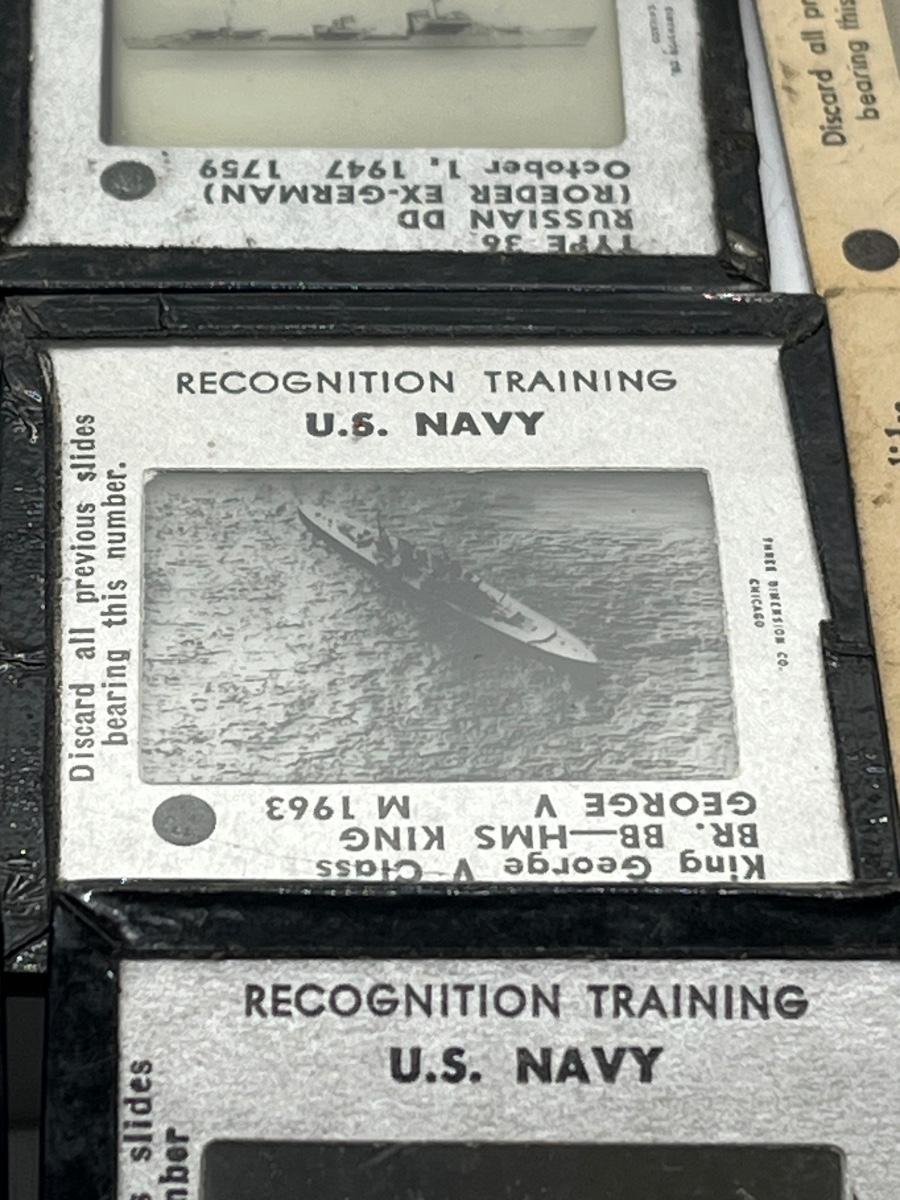 TYPE 36
RUSSIAN DD
(ROEDER EX-GERMAN)
October 1, 1947 1759
CHICAGO
Discard all pr
bearing this
RECOGNITION TRAINING
U.S. NAVY
Discard all previous slides
bearing this number.
THREE DIMENSION CO.
CHICAGO
King George V Class
BR. BB—HMS KING
GEORGE V M 1963
RECOGNITION TRAINING
U.S. NAVY
slides
nber